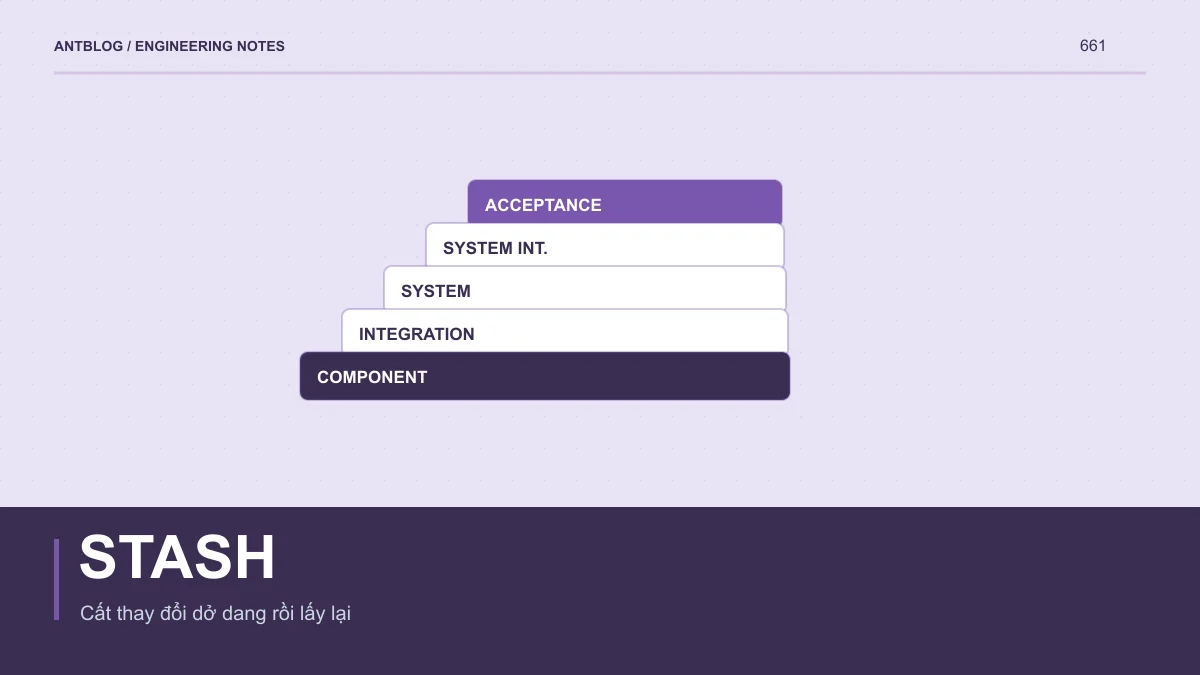 ANTBLOG / ENGINEERING NOTES
661
ACCEPTANCE
SYSTEM INT.
SYSTEM
INTEGRATION
COMPONENT
STASH
Cất thay đổi dở dang rồi lấy lại